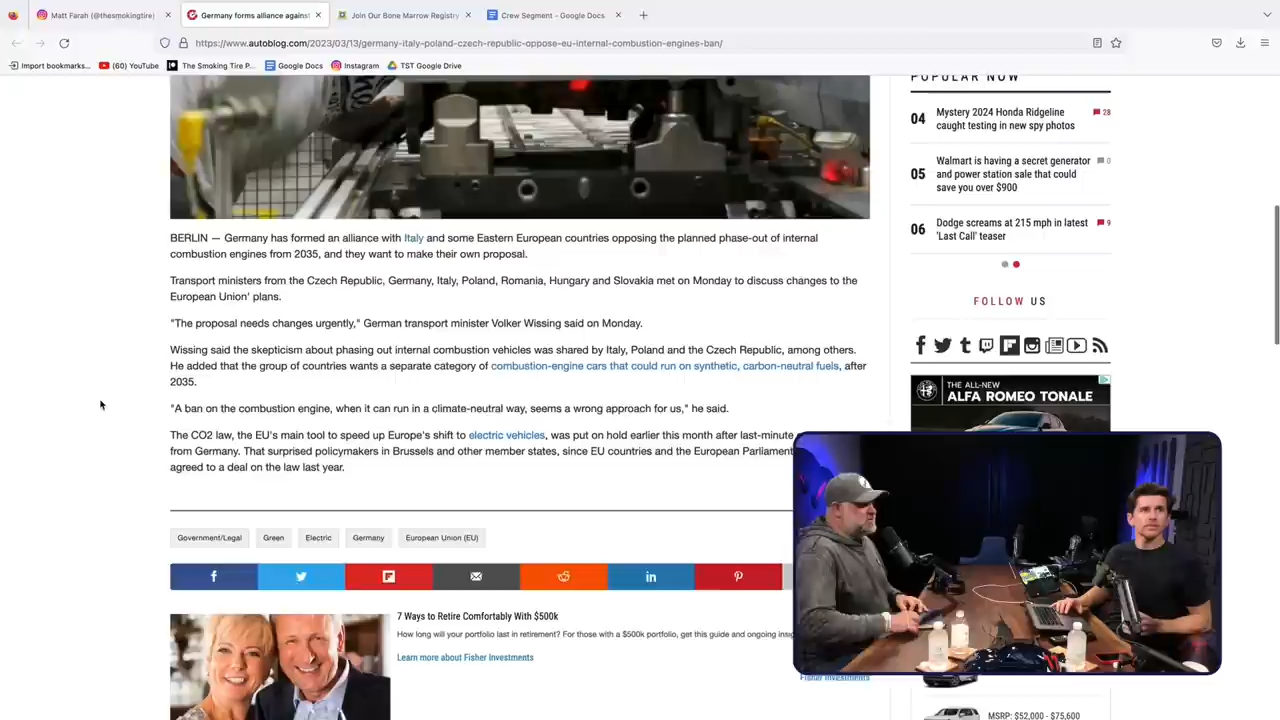 Matt Farah (@thesmokingtire)
Germany forms alliance against
Join Our Bone Marrow Registry
Crew Segment - Google Docs
https://www.autoblog.com/2023/03/13/germany-italy-poland-czech-republic-oppose-eu-internal-combustion-engines-ban/
Import bookmarks...
(60) YouTube
The Smoking Tire P...
Google Docs
Instagram
TST Google Drive
POPULAR NOW
04
Mystery 2024 Honda Ridgeline
caught testing in new spy photos
28
05
Walmart is having a secret generator
and power station sale that could
save you over $900
0
06
Dodge screams at 215 mph in latest
'Last Call' teaser
9
FOLLOW US
THE ALL-NEW
ALFA ROMEO TONALE
BERLIN — Germany has formed an alliance with Italy and some Eastern European countries opposing the planned phase-out of internal
combustion engines from 2035, and they want to make their own proposal.
Transport ministers from the Czech Republic, Germany, Italy, Poland, Romania, Hungary and Slovakia met on Monday to discuss changes to the
European Union' plans.
"The proposal needs changes urgently," German transport minister Volker Wissing said on Monday.
Wissing said the skepticism about phasing out internal combustion vehicles was shared by Italy, Poland and the Czech Republic, among others.
He added that the group of countries wants a separate category of combustion-engine cars that could run on synthetic, carbon-neutral fuels, after
2035.
"A ban on the combustion engine, when it can run in a climate-neutral way, seems a wrong approach for us," he said.
The CO2 law, the EU's main tool to speed up Europe's shift to electric vehicles, was put on hold earlier this month after last-minute
from Germany. That surprised policymakers in Brussels and other member states, since EU countries and the European Parliament
agreed to a deal on the law last year.
Government/Legal
Green
Electric
Germany
European Union (EU)
7 Ways to Retire Comfortably With $500k
How long will your portfolio last in retirement? For those with a $500k portfolio, get this guide and ongoing
Learn more about Fisher Investments
Fisher Investments
MSRP: $52,000 - $75,600